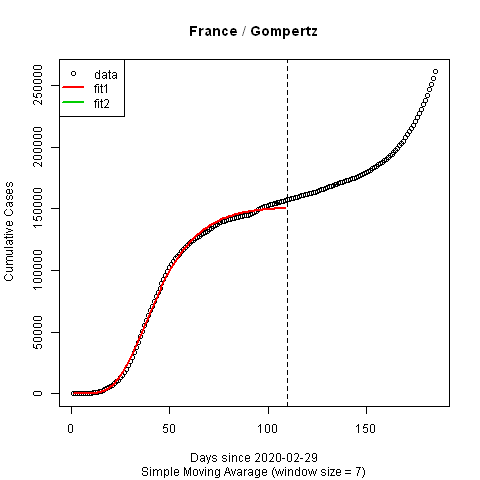 France / Gompertz
data
fit1
fit2
Cumulative Cases
0
50000
100000
150000
200000
250000
0
50
100
150
Days since 2020-02-29
Simple Moving Avarage (window size = 7)